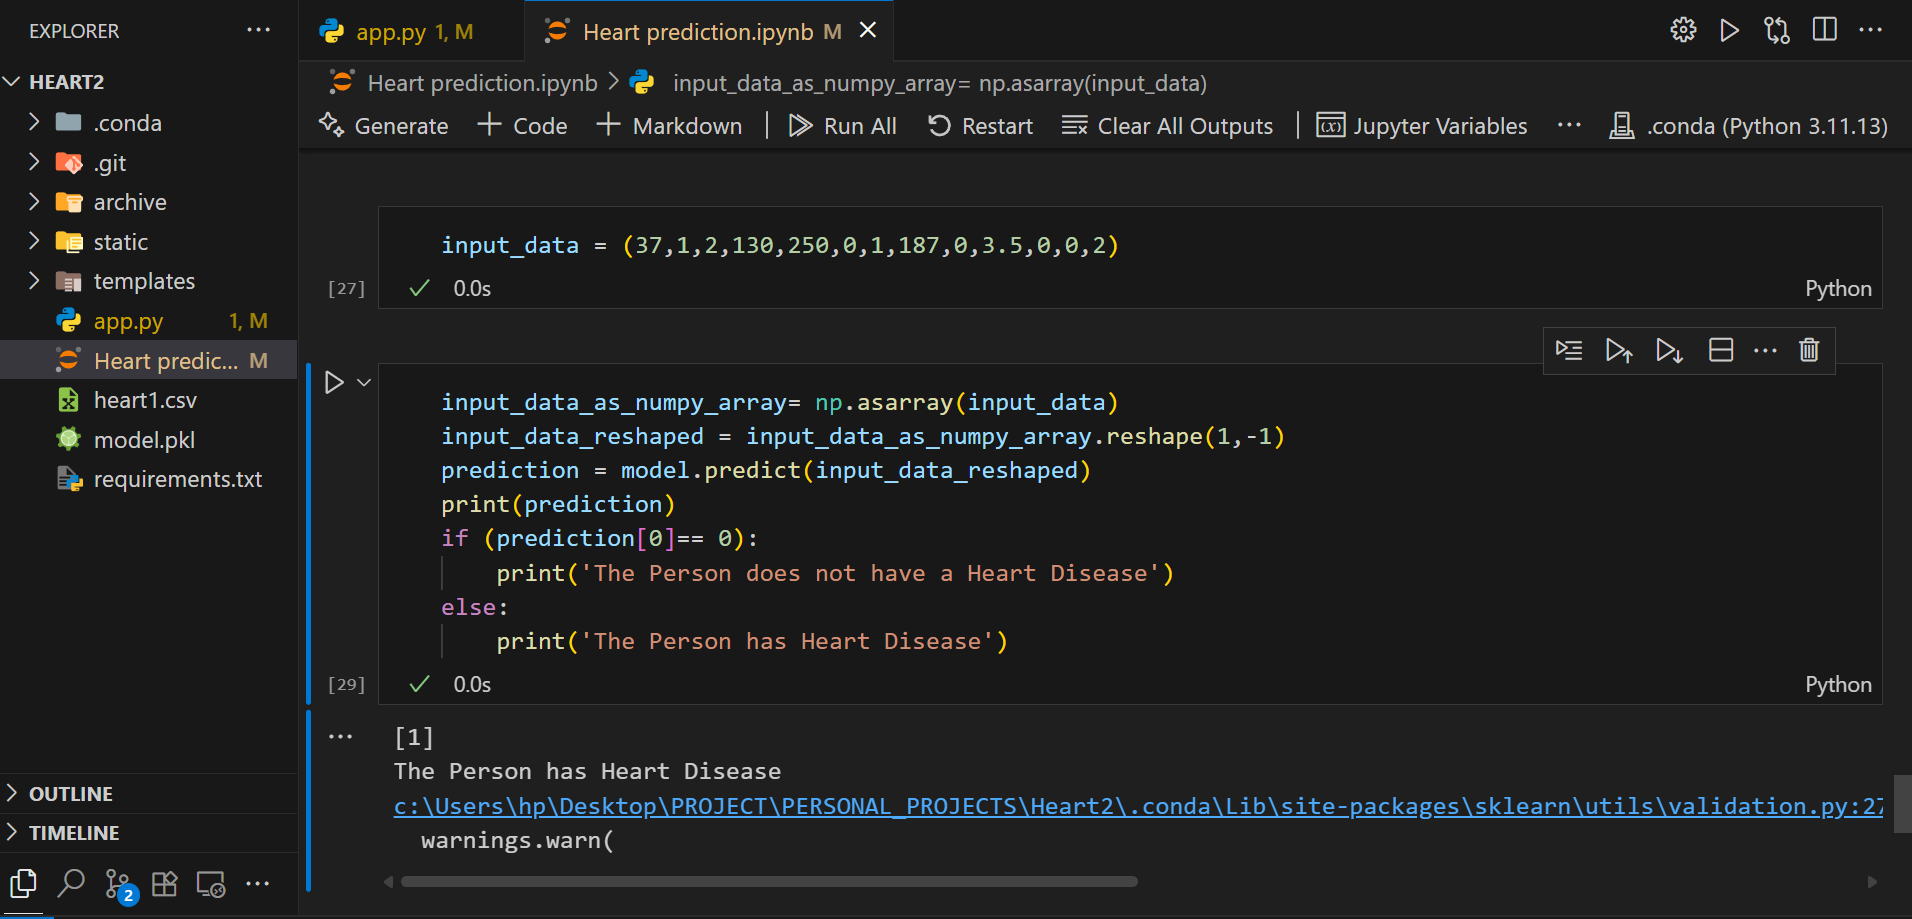 EXPLORER
HEART2
.conda
.git
archive
static
templates
app.py 1, M
Heart predic... M
heart1.csv
model.pkl
requirements.txt
OUTLINE
TIMELINE
2
app.py 1, M
Heart prediction.ipynb M
Heart prediction.ipynb > input_data_as_numpy_array= np.asarray(input_data)
Generate + Code + Markdown | Run All Restart Clear All Outputs | Jupyter Variables ... .conda (Python 3.11.13)
input_data = (37,1,2,130,250,0,1,187,0,3.5,0,0,2)
[27] 0.0s Python
input_data_as_numpy_array= np.asarray(input_data)
input_data_reshaped = input_data_as_numpy_array.reshape(1,-1)
prediction = model.predict(input_data_reshaped)
print(prediction)
if (prediction[0]== 0):
    print('The Person does not have a Heart Disease')
else:
    print('The Person has Heart Disease')
[29] 0.0s Python
[1]
The Person has Heart Disease
c:\Users\hp\Desktop\PROJECT\PERSONAL_PROJECTS\Heart2\.conda\Lib\site-packages\sklearn\utils\validation.py:27
  warnings.warn(